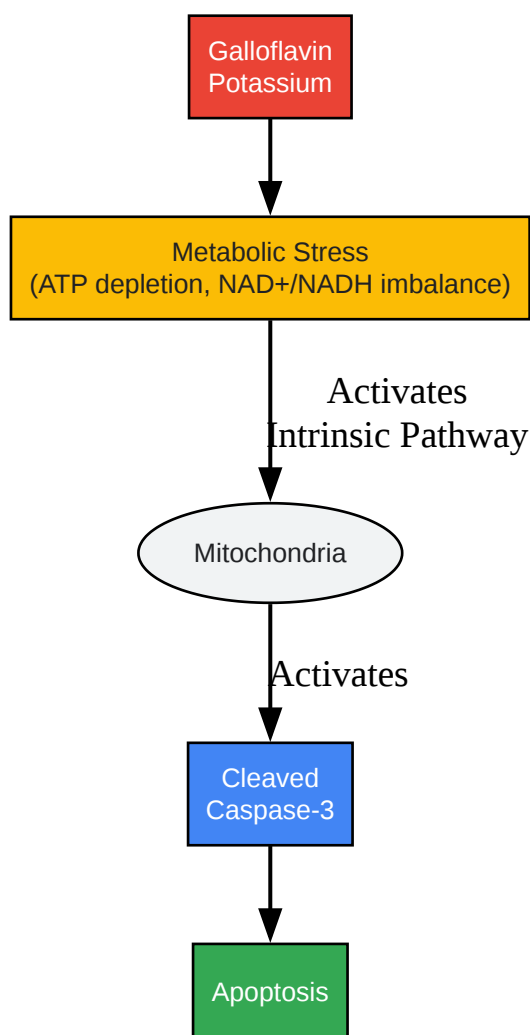 Galloflavin
Potassium
Metabolic Stress
(ATP depletion, NAD+/NADH imbalance)
Activates
Intrinsic Pathway
Mitochondria
Activates
Cleaved
Caspase-3
Apoptosis